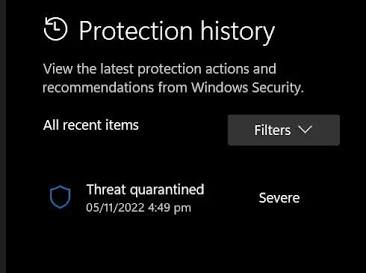 Protection history
View the latest protection actions and
recommendations from Windows Security.
All recent items
Filters
Threat quarantined
Severe
05/11/2022 4:49 pm